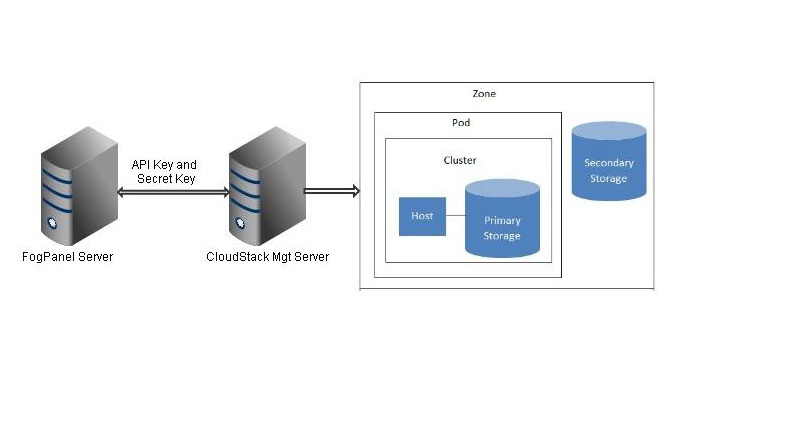 API Key and
Secret Key
FogPanel Server
CloudStack Mgt Server
Zone
Pod
Cluster
Host
Primary
Storage
Secondary
Storage